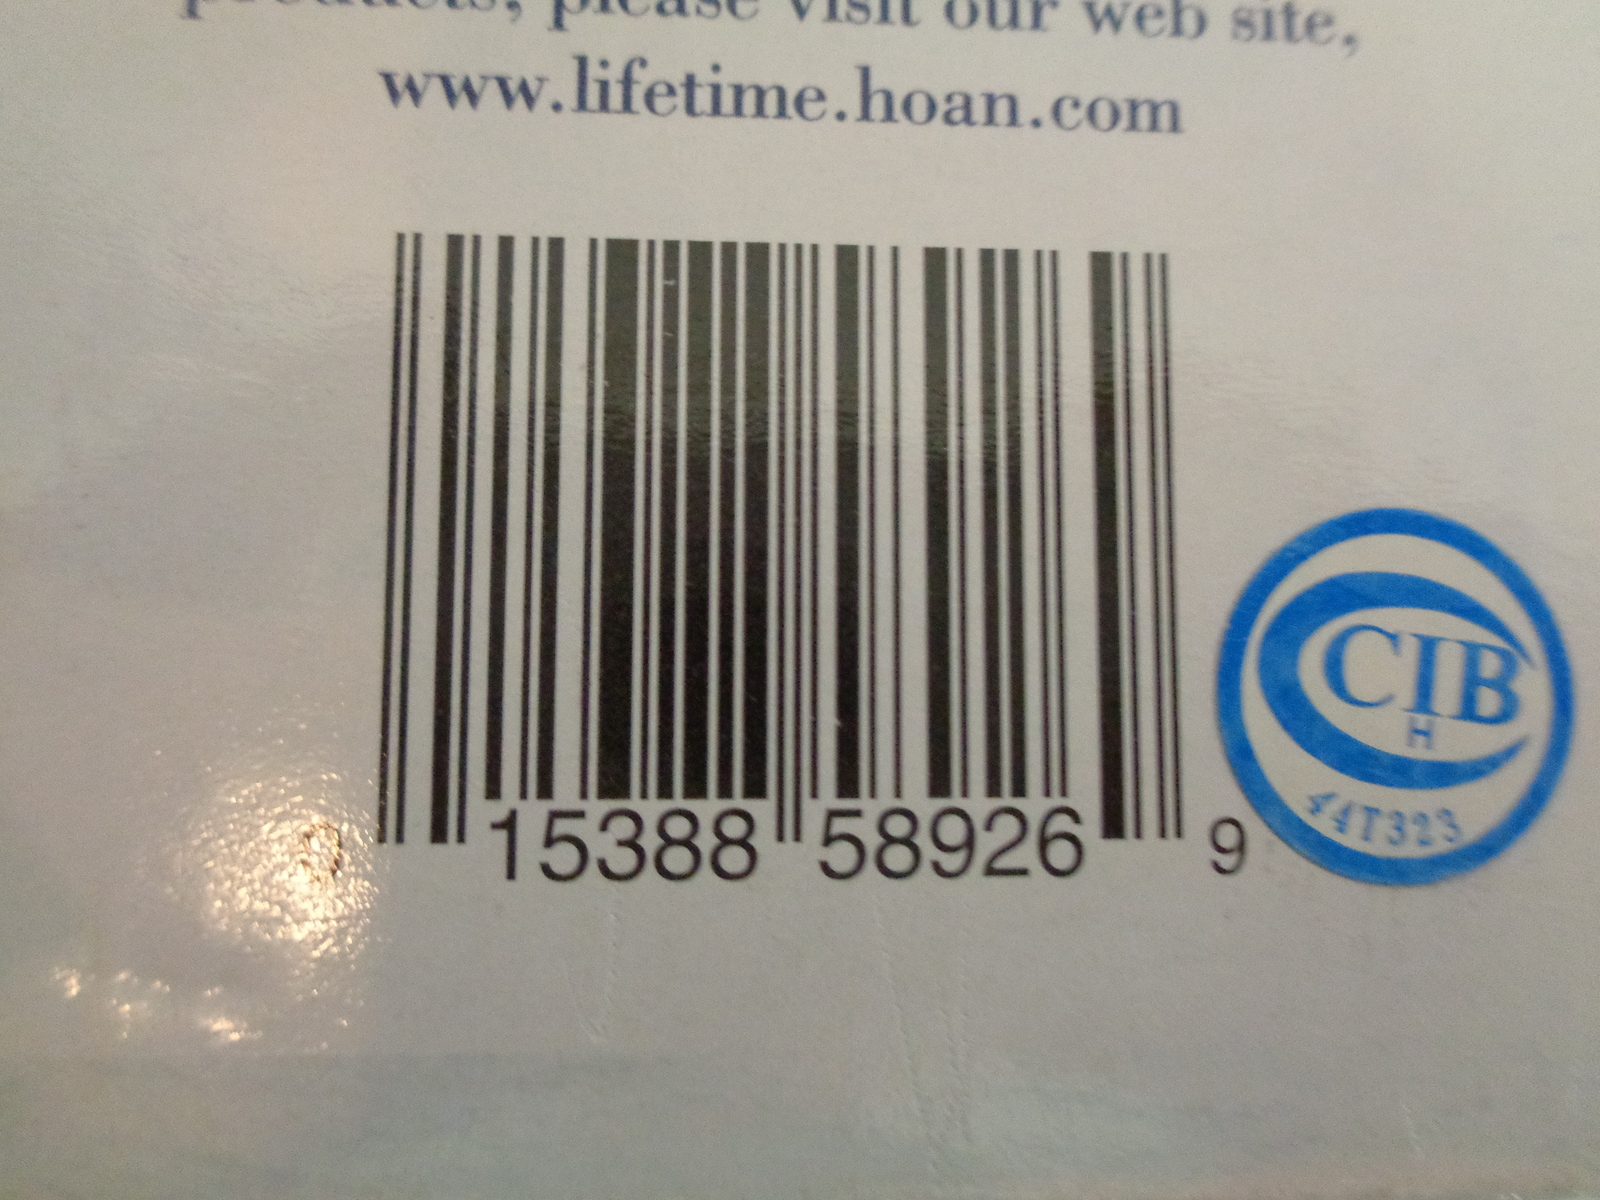 products, please visit our web site,
www.lifetime.hoan.com
15388 58926 9
CIB
H
44T323